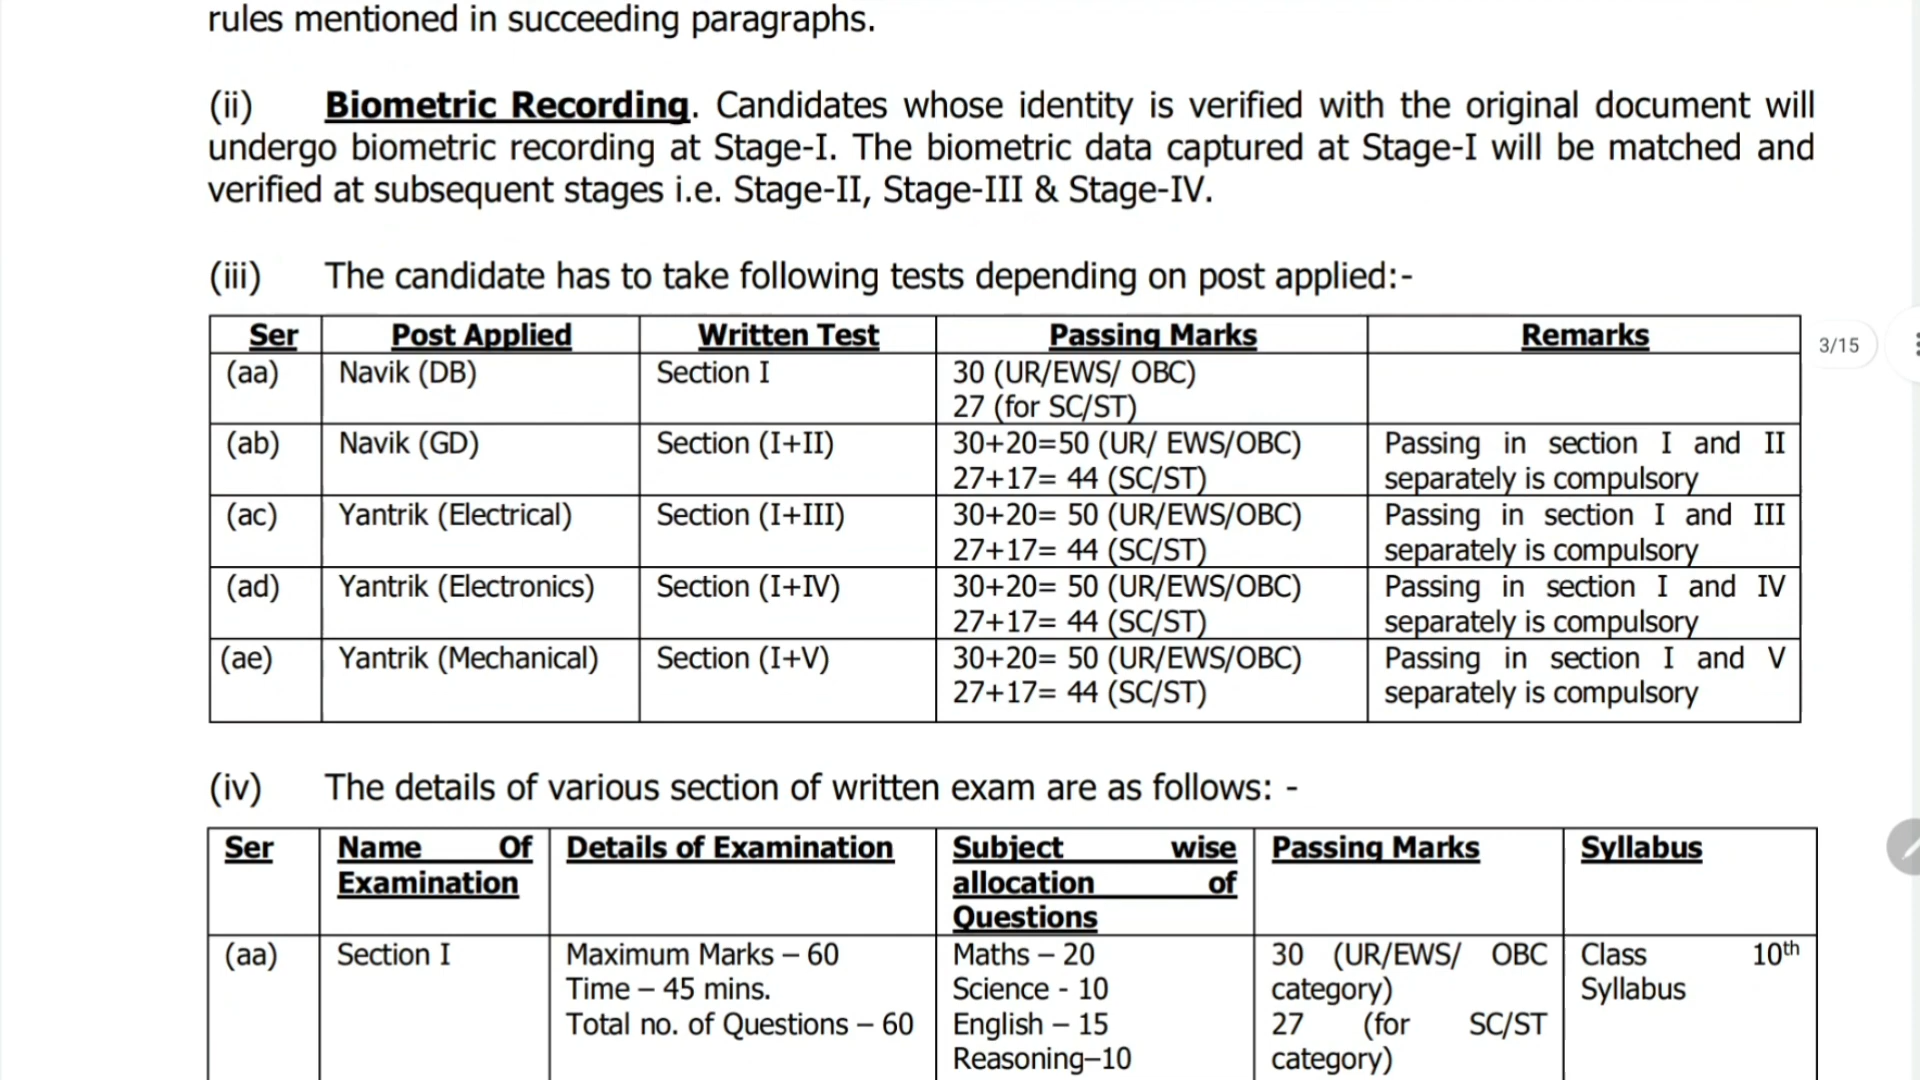 rules mentioned in succeeding paragraphs.
(ii) Biometric Recording. Candidates whose identity is verified with the original document will
undergo biometric recording at Stage-I. The biometric data captured at Stage-I will be matched and
verified at subsequent stages i.e. Stage-II, Stage-III & Stage-IV.
(iii) The candidate has to take following tests depending on post applied:-
Ser Post Applied Written Test Passing Marks Remarks
(aa) Navik (DB) Section I 30 (UR/EWS/ OBC)
27 (for SC/ST)
(ab) Navik (GD) Section (I+II) 30+20=50 (UR/ EWS/OBC) Passing in section I and II
27+17= 44 (SC/ST) separately is compulsory
(ac) Yantrik (Electrical) Section (I+III) 30+20= 50 (UR/EWS/OBC) Passing in section I and III
27+17= 44 (SC/ST) separately is compulsory
(ad) Yantrik (Electronics) Section (I+IV) 30+20= 50 (UR/EWS/OBC) Passing in section I and IV
27+17= 44 (SC/ST) separately is compulsory
(ae) Yantrik (Mechanical) Section (I+V) 30+20= 50 (UR/EWS/OBC) Passing in section I and V
27+17= 44 (SC/ST) separately is compulsory
3/15
(iv) The details of various section of written exam are as follows: -
Ser Name Of Details of Examination Subject wise Passing Marks Syllabus
Examination allocation of
Questions
(aa) Section I Maximum Marks – 60 Maths – 20 30 (UR/EWS/ OBC Class 10th
Time – 45 mins. Science - 10 category) Syllabus
Total no. of Questions – 60 English – 15 27 (for SC/ST
Reasoning–10 category)